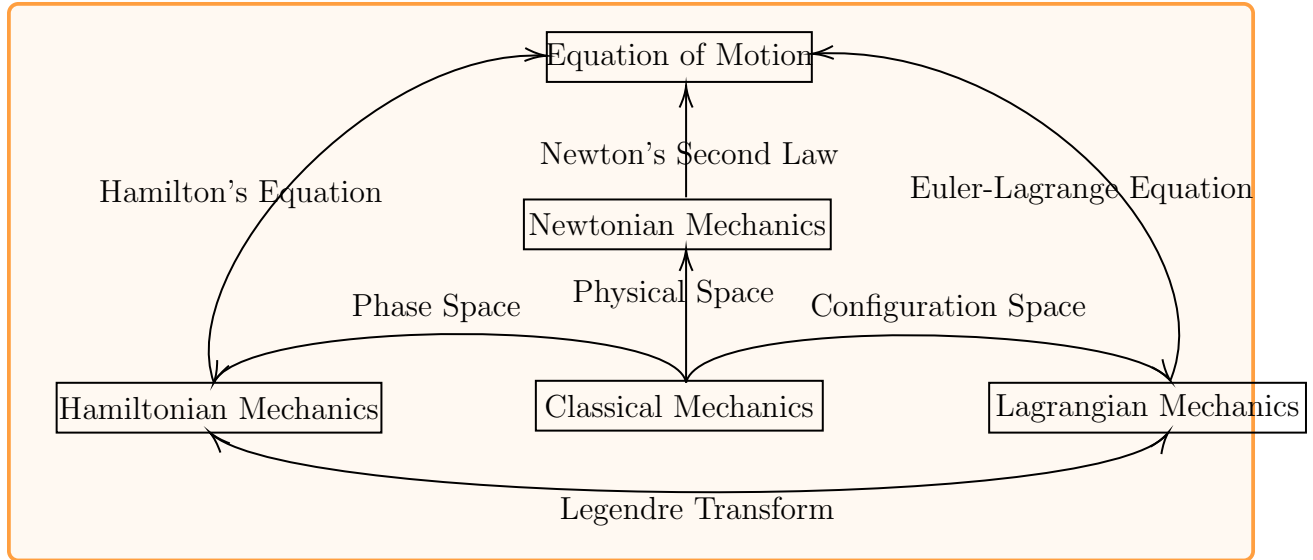 Equation of Motion
Newton's Second Law
Hamilton's Equation
Euler-Lagrange Equation
Newtonian Mechanics
Physical Space
Phase Space
Configuration Space
Hamiltonian Mechanics
Classical Mechanics
Lagrangian Mechanics
Legendre Transform